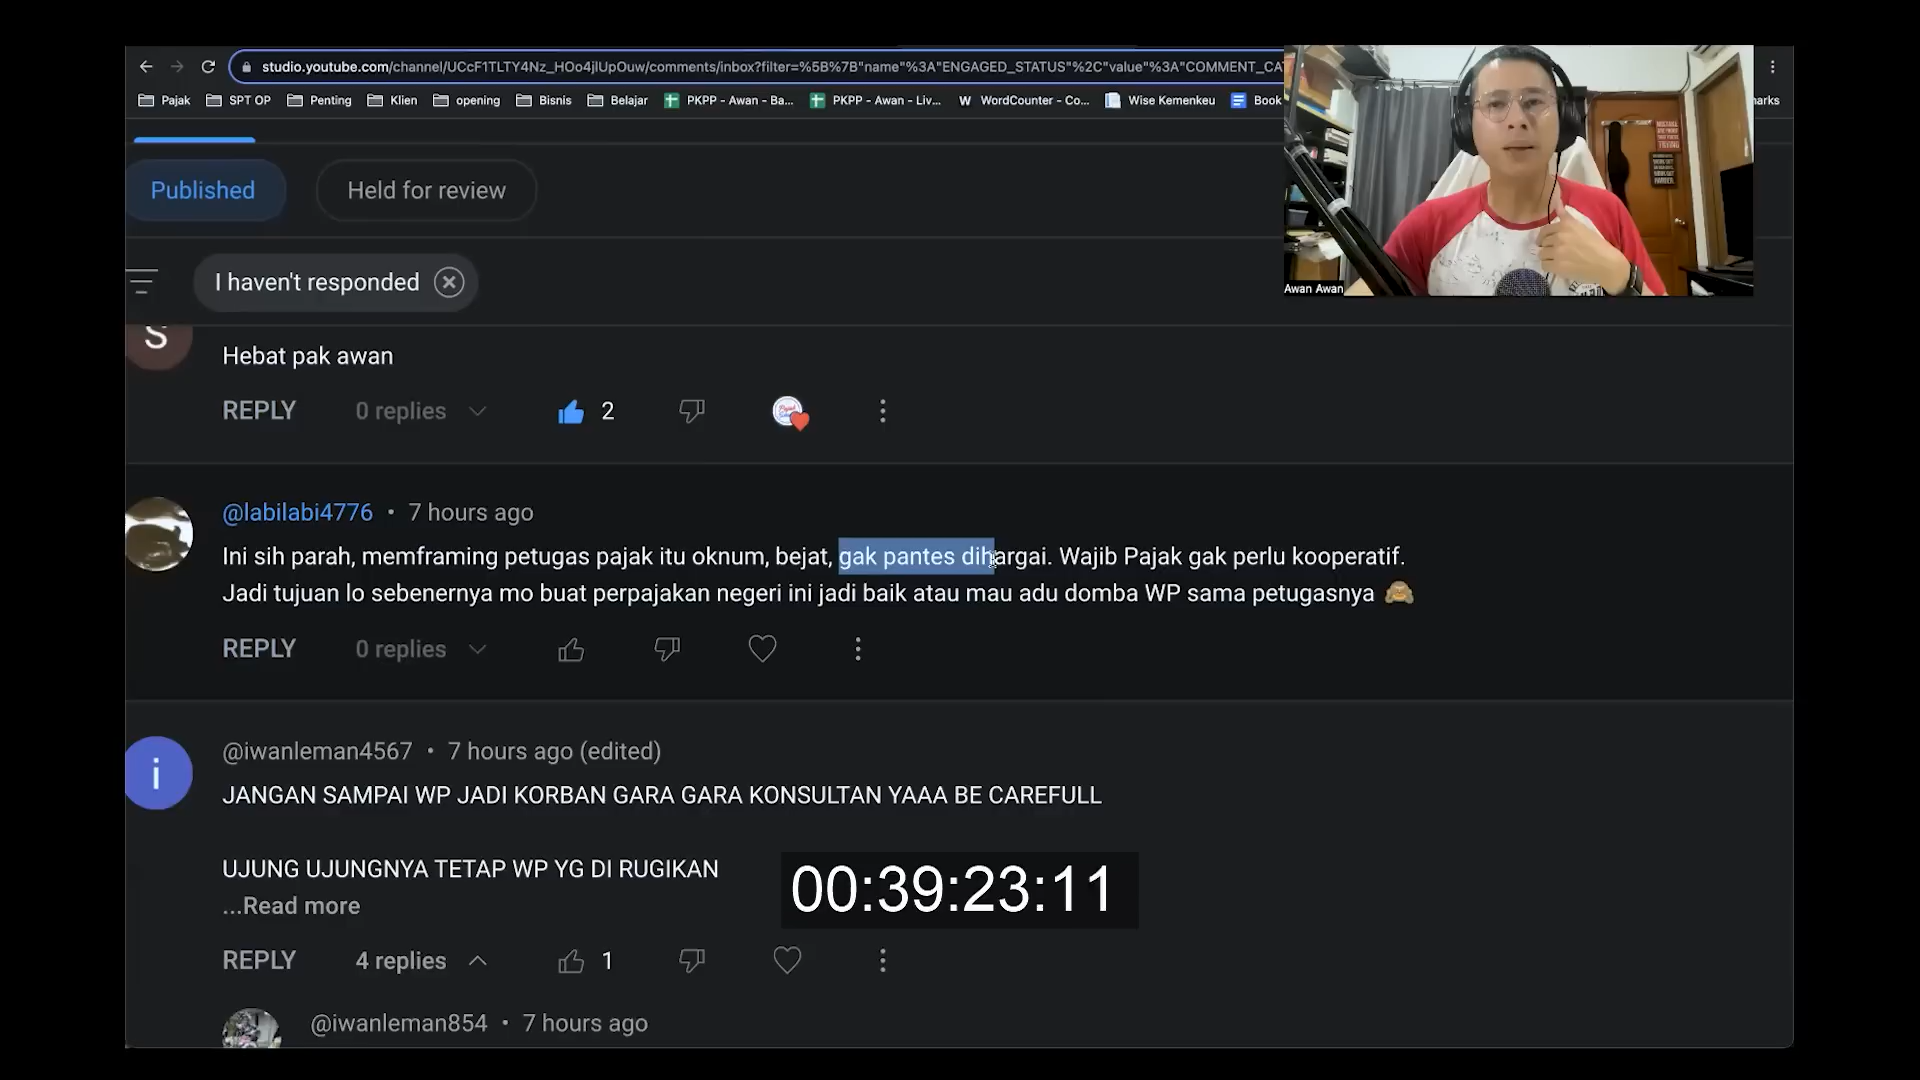 studio.youtube.com/channel/UCcF1TLTY4Nz_HOo4jlUpOuw/comments/inbox?filter=%5B%7B"name"%3A"ENGAGED_STATUS"%2C"value"%3A"COMMENT_CA
Pajak SPT OP Penting Klien opening Bisnis Belajar PKPP - Awan - Ba... PKPP - Awan - Liv... WordCounter - Co... Wise Kemenkeu Book arks
Awan Awan
Published Held for review
I haven't responded
S
Hebat pak awan
REPLY 0 replies 2
@labilabi4776 • 7 hours ago
Ini sih parah, memframing petugas pajak itu oknum, bejat, gak pantes dihargai. Wajib Pajak gak perlu kooperatif.
Jadi tujuan lo sebenernya mo buat perpajakan negeri ini jadi baik atau mau adu domba WP sama petugasnya 🙈
REPLY 0 replies
i
@iwanleman4567 • 7 hours ago (edited)
JANGAN SAMPAI WP JADI KORBAN GARA GARA KONSULTAN YAAA BE CAREFULL
UJUNG UJUNGNYA TETAP WP YG DI RUGIKAN
...Read more
00:39:23:11
REPLY 4 replies 1
@iwanleman854 • 7 hours ago